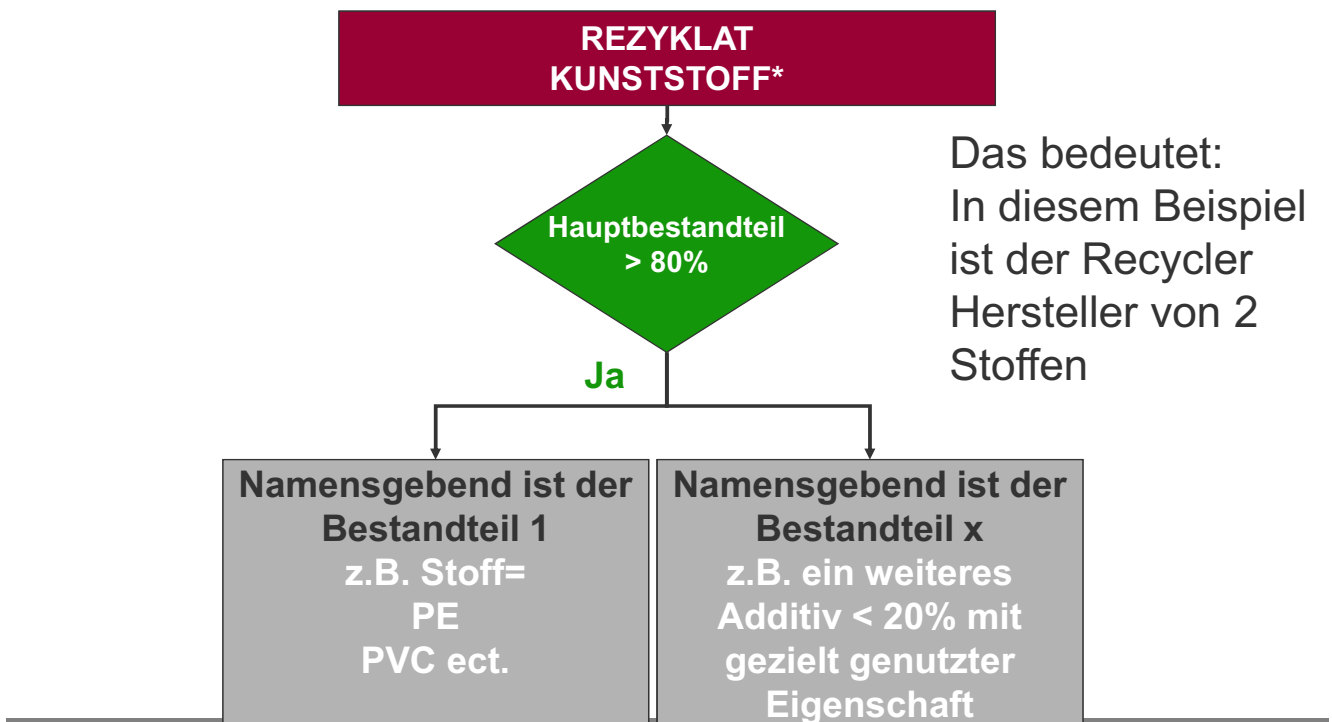 REZYKLAT
KUNSTSTOFF*
Das bedeutet:
In diesem Beispiel
ist der Recycler
Hersteller von 2
Stoffen
Hauptbestandteil
> 80%
Ja
Namensgebend ist der
Bestandteil 1
z.B. Stoff=
PE
PVC ect.
Namensgebend ist der
Bestandteil x
z.B. ein weiteres
Additiv < 20% mit
gezielt genutzter
Eigenschaft